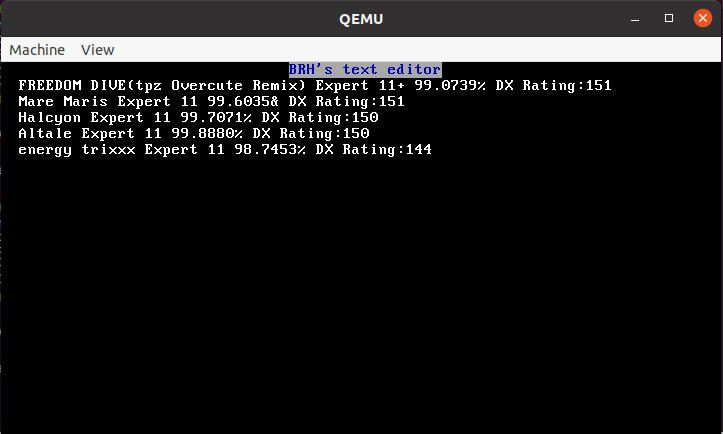 QEMU
Machine View
BRH's text editor
FREEDOM DIVE(tpz Overcute Remix) Expert 11+ 99.0739% DX Rating:151
Mare Maris Expert 11 99.6035& DX Rating:151
Halcyon Expert 11 99.7071% DX Rating:150
Altale Expert 11 99.8880% DX Rating:150
energy trixxx Expert 11 98.7453% DX Rating:144